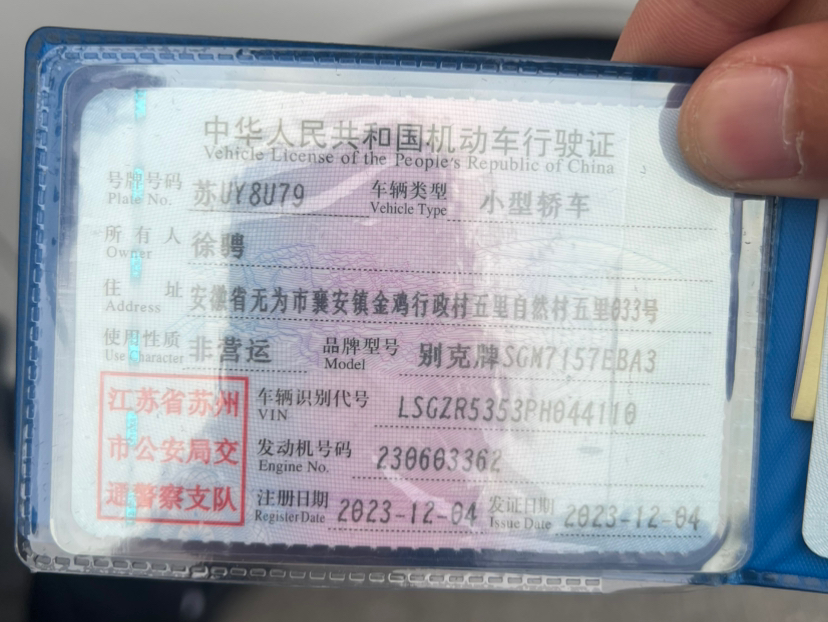 中华人民共和国机动车行驶证
Vehicle License of the People's Republic of China
号牌号码 苏UY8U79 车辆类型 小型轿车
Plate No. Vehicle Type
所有人 徐骋
Owner
住址 安徽省无为市襄安镇金鸡行政村五里自然村五里033号
Address
使用性质 非营运 品牌型号 别克牌SGM7157EBA3
Use Character Model
江苏省苏州
市公安局交
通警察支队
车辆识别代号 LSGZR5353PH044110
VIN
发动机号码 230603362
Engine No.
注册日期 2023-12-04 发证日期 2023-12-04
Register Date Issue Date